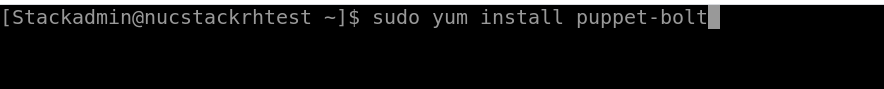 [Stackadmin@nucstackrhtest ~]$ sudo yum install puppet-bolt